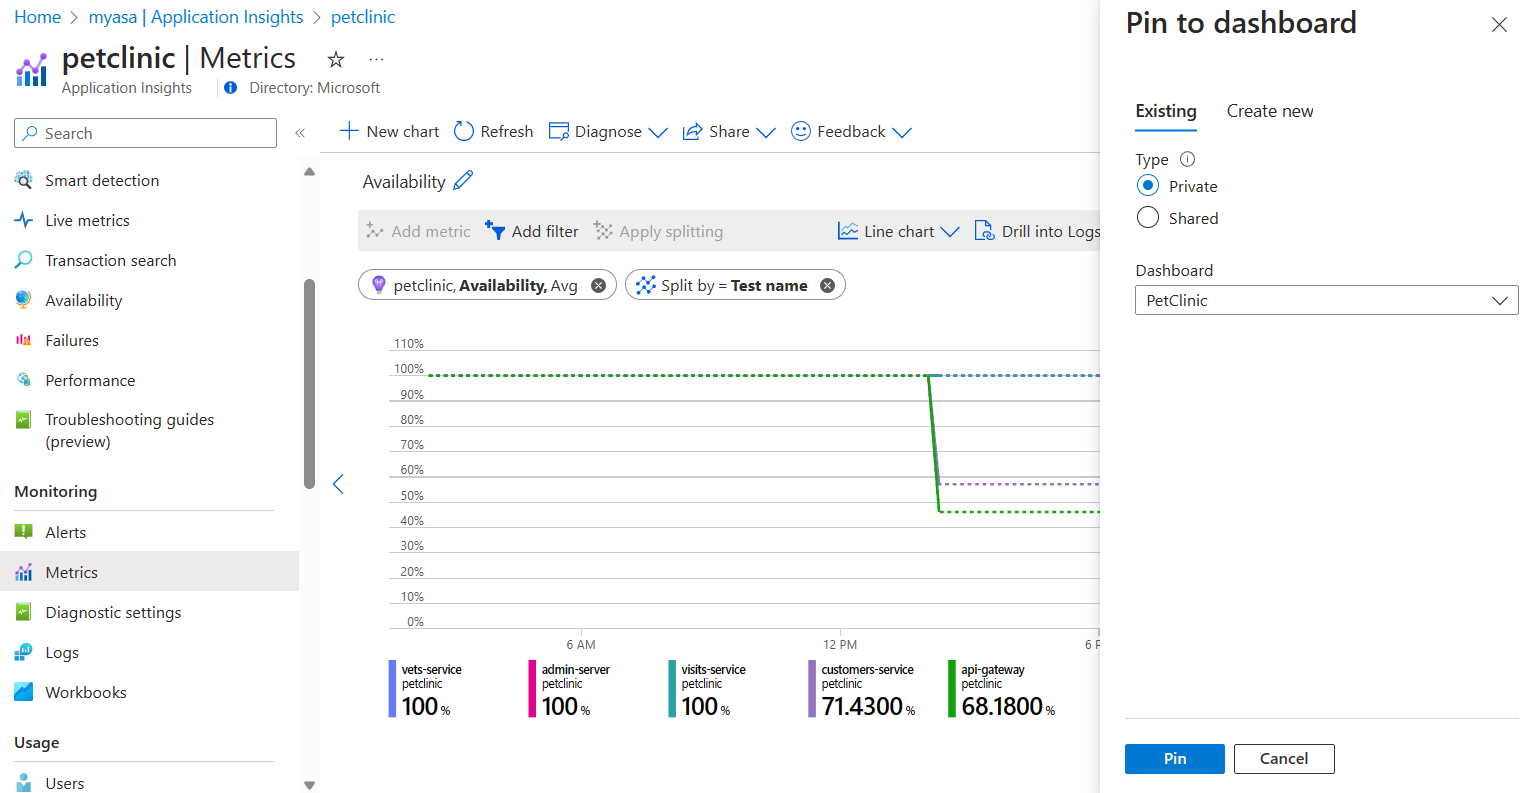 Home > myasa | Application Insights > petclinic
petclinic | Metrics
Application Insights
Directory: Microsoft
Search
Smart detection
Live metrics
Transaction search
Availability
Failures
Performance
Troubleshooting guides
(preview)
Monitoring
Alerts
Metrics
Diagnostic settings
Logs
Workbooks
Usage
Users
New chart Refresh Diagnose Share Feedback
Availability
Add metric Add filter Apply splitting Line chart Drill into Logs
petclinic, Availability, Avg Split by = Test name
110%
100%
90%
80%
70%
60%
50%
40%
30%
20%
10%
0%
6 AM 12 PM 6 P
vets-service
petclinic
100 %
admin-server
petclinic
100 %
visits-service
petclinic
100 %
customers-service
petclinic
71.4300 %
api-gateway
petclinic
68.1800 %
Pin to dashboard
Existing Create new
Type
Private
Shared
Dashboard
PetClinic
Pin Cancel